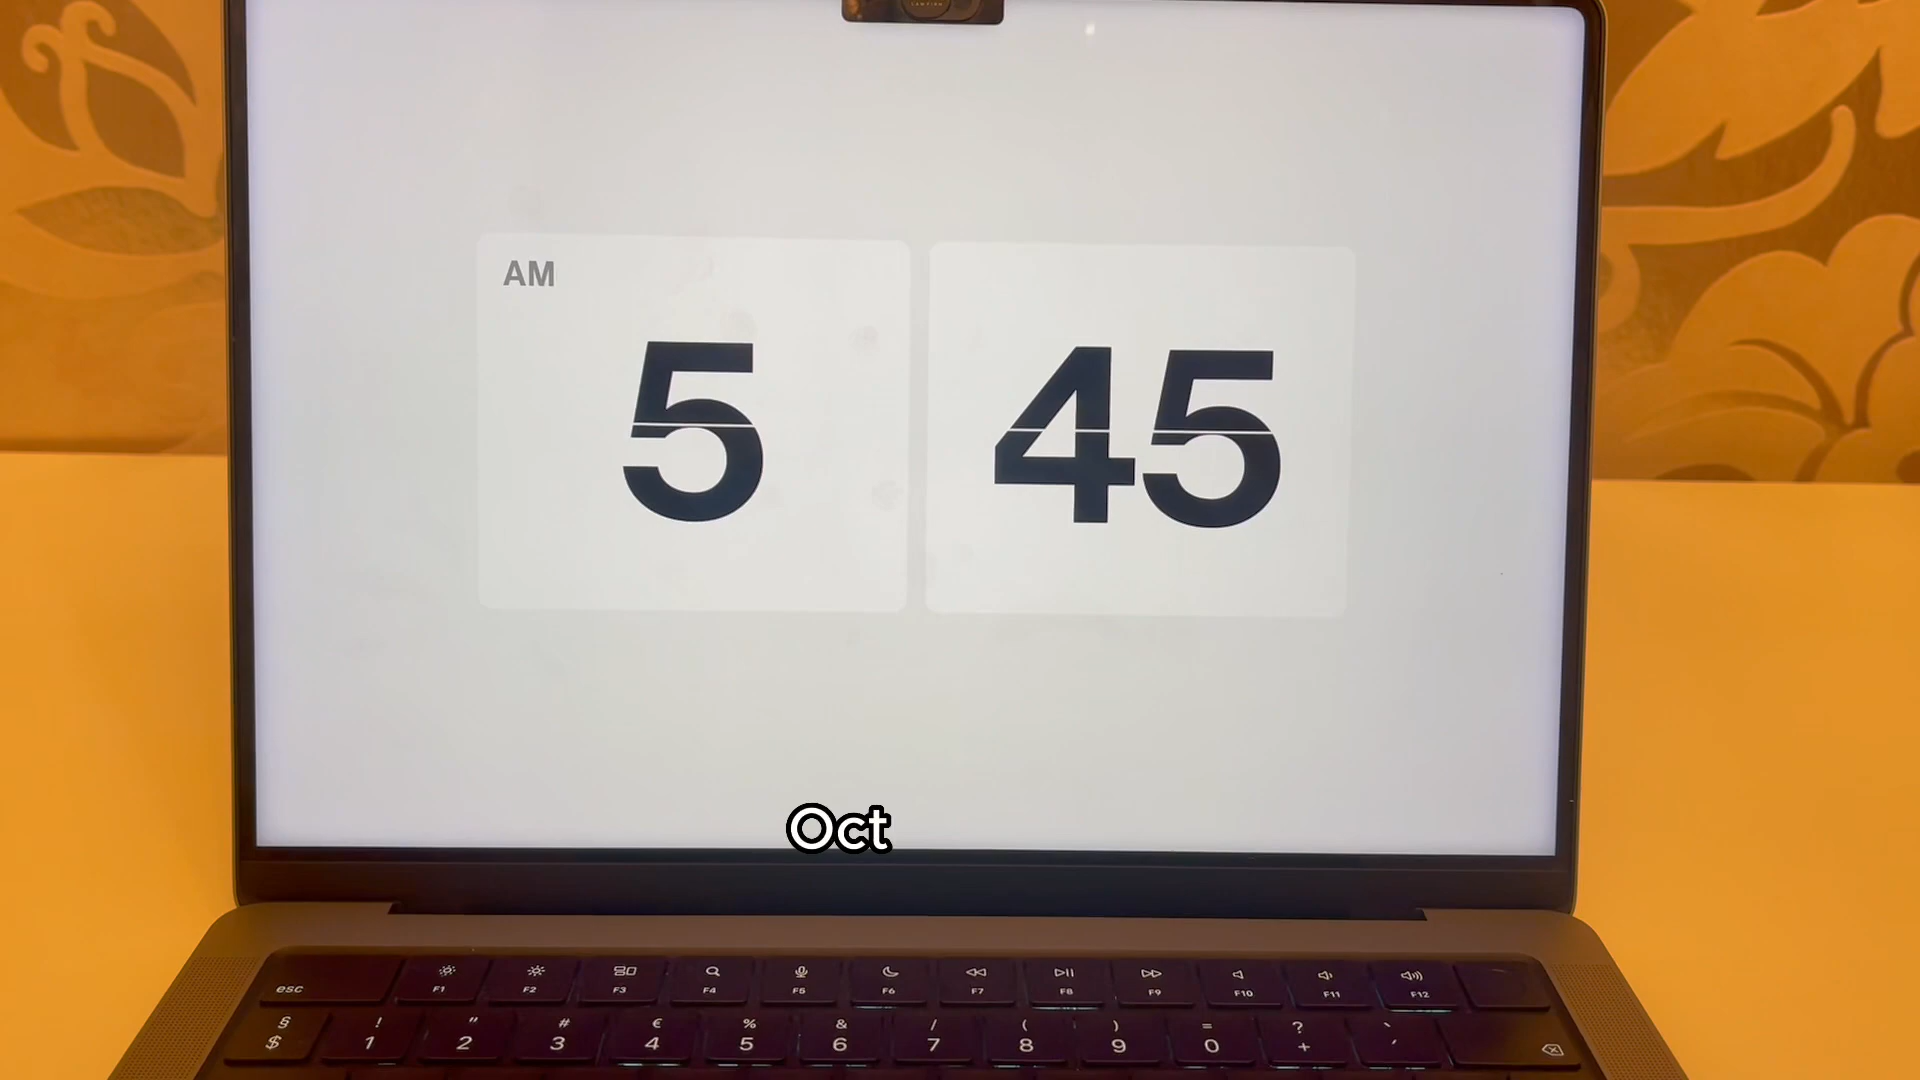 AM
5 45
Oct
esc F1 F2 F3 F4 F5 F6 F7 F8 F9 F10 F11 F12
§ ! " # € % & / ( ) = ? `
$ 1 2 3 4 5 6 7 8 9 0 + ´